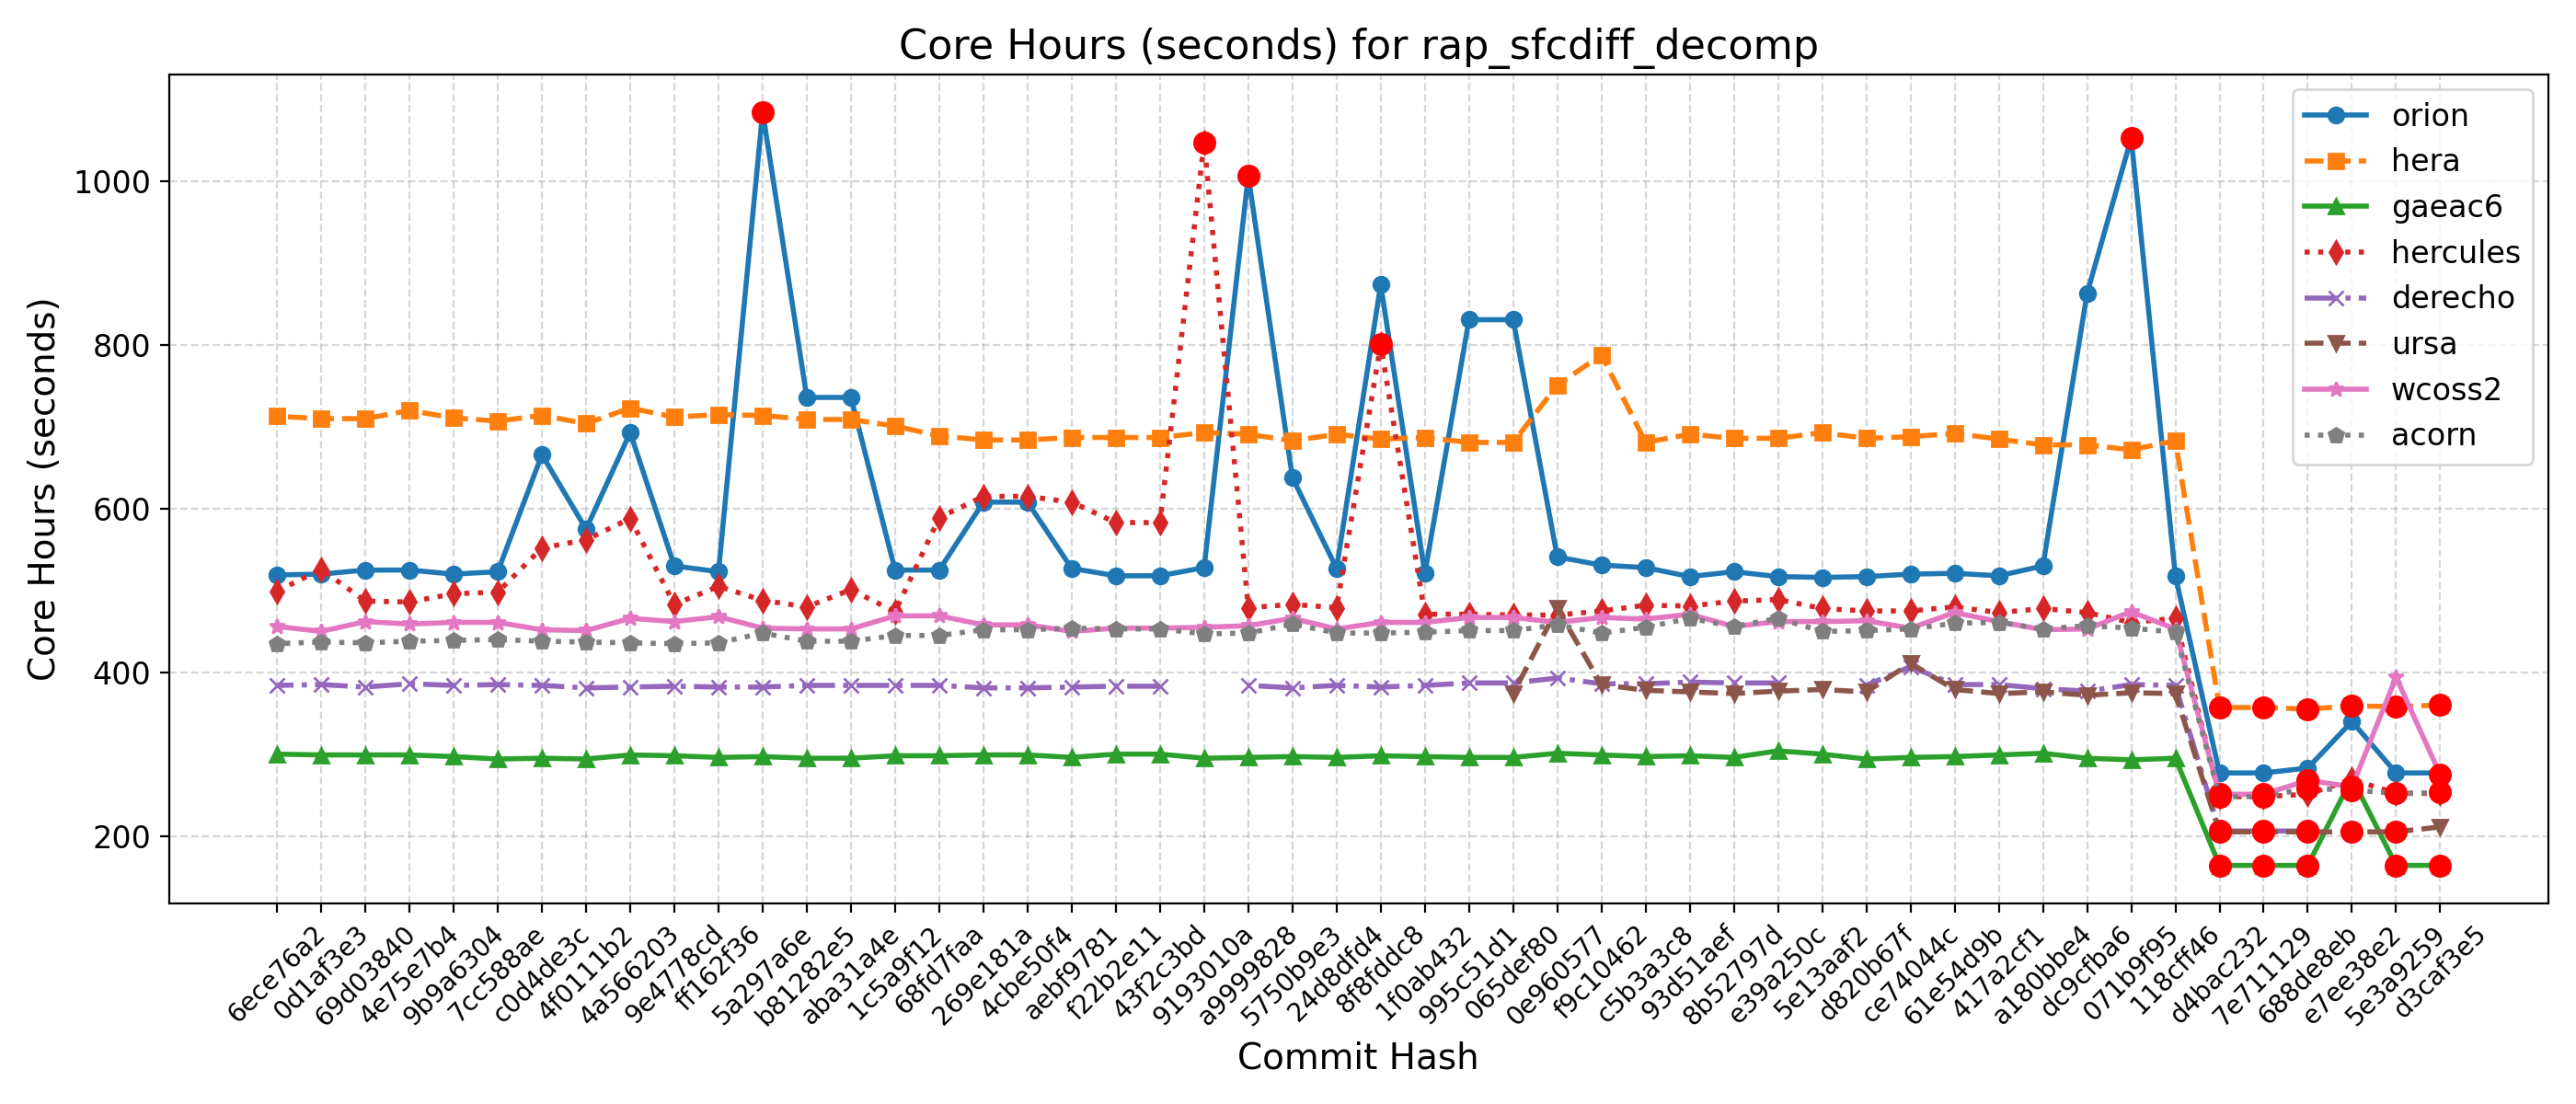 Core Hours (seconds) for rap_sfcdiff_decomp
Core Hours (seconds)
1000
800
600
400
200
orion
hera
gaeac6
hercules
derecho
ursa
wcoss2
acorn
6ece76a2
0d1af3e3
69d03840
4e75e7b4
9b9a6304
7cc588ae
c0d4de3c
4f0111b2
4a566203
9e4778cd
ff162f36
5a297a6e
b81282e5
aba31a4e
1c5a9f12
68fd7faa
269e181a
4cbe50f4
aebf9781
f22b2e11
43f2c3bd
9193010a
a9999828
5750b9e3
24d8dfd4
8f8fddc8
1f0ab432
995c51d1
065def80
0e960577
f9c10462
c5b3a3c8
93d51aef
8b52797d
e39a250c
5e13aaf2
d820b67f
ce74044c
61e54d9b
417a2cf1
a180bbe4
dc9cfba6
071b9f95
118cff46
d4bac232
7e711129
688de8eb
e7ee38e2
5e3a9259
d3caf3e5
Commit Hash